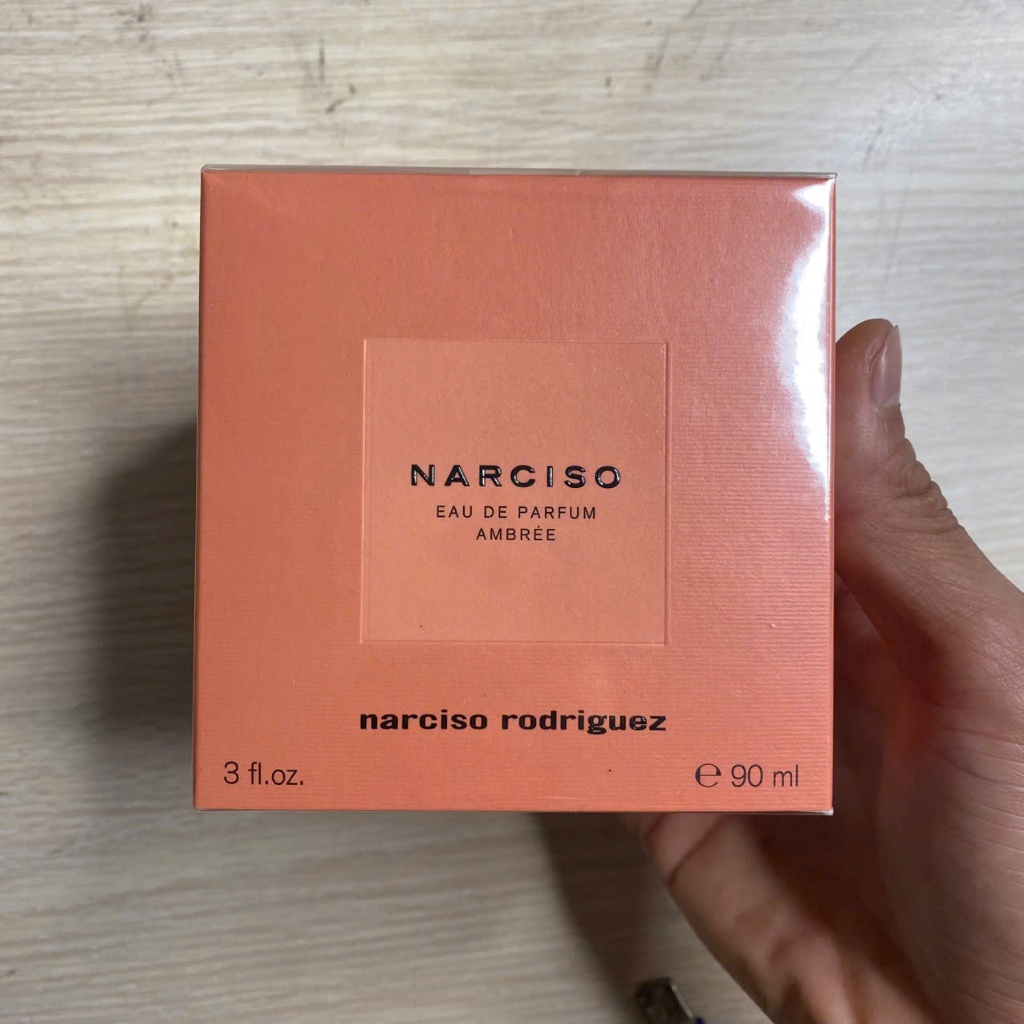 NARCISO
EAU DE PARFUM
AMBRÉE
narciso rodriguez
3 fl.oz.
℮ 90 ml